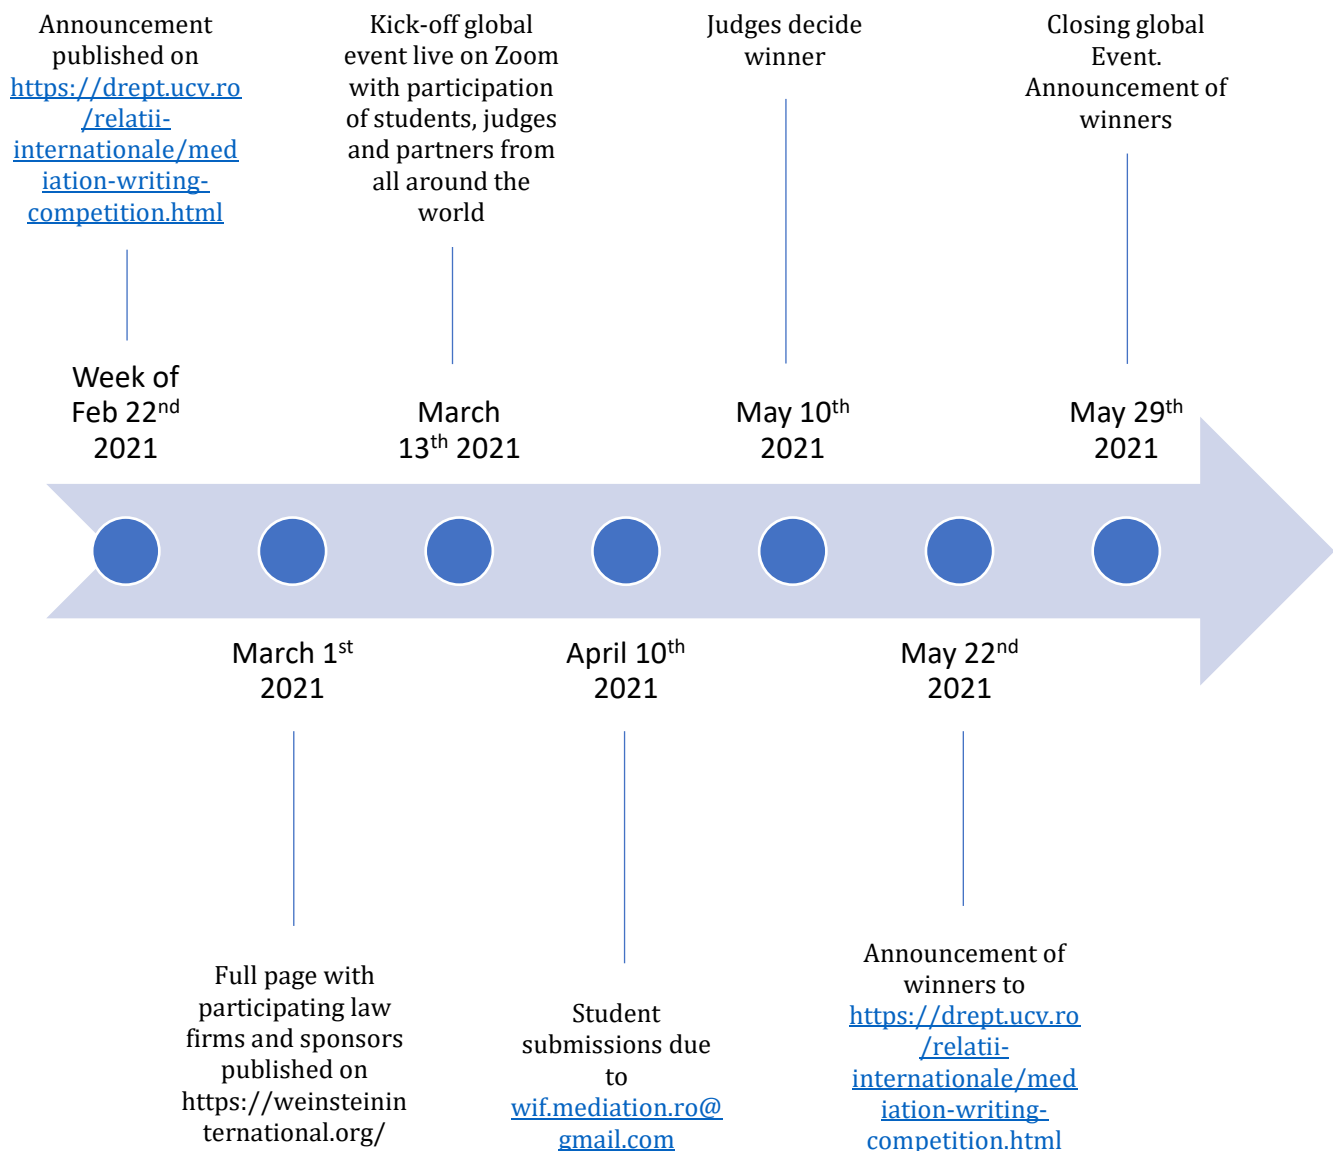 Announcement
published on
https://drept.ucv.ro
/relatii-
internationale/med
iation-writing-
competition.html
Week of
Feb 22nd
2021
March 1st
2021
Full page with
participating law
firms and sponsors
published on
https://weinsteinin
ternational.org/
Kick-off global
event live on Zoom
with participation
of students, judges
and partners from
all around the
world
March
13th 2021
April 10th
2021
Student
submissions due
to
wif.mediation.ro@
gmail.com
Judges decide
winner
May 10th
2021
May 22nd
2021
Announcement of
winners to
https://drept.ucv.ro
/relatii-
internationale/med
iation-writing-
competition.html
Closing global
Event.
Announcement of
winners
May 29th
2021